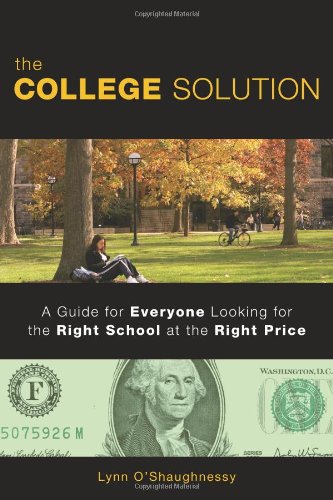 the
COLLEGE SOLUTION
A Guide for Everyone Looking for
the Right School at the Right Price
WASHINGTON, D.C.
F
5075926 M
SERIES
Lynn O'Shaughnessy